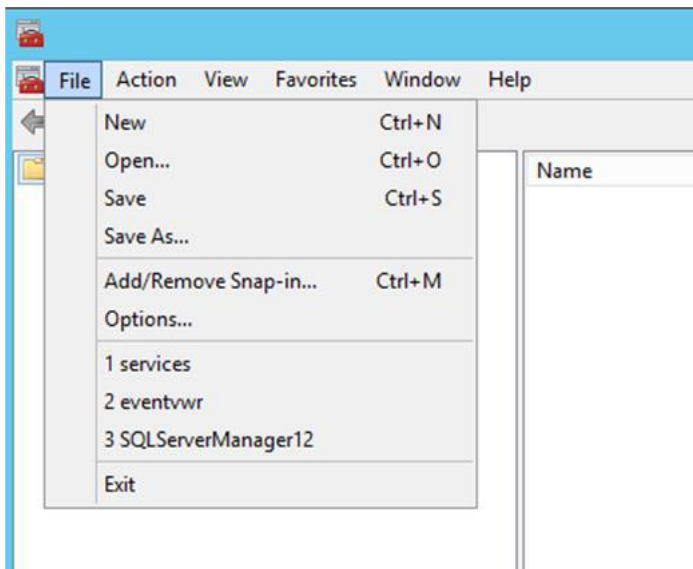 File Action View Favorites Window Help
New Ctrl+N
Open... Ctrl+O
Save Ctrl+S
Save As...
Add/Remove Snap-in... Ctrl+M
Options...
1 services
2 eventvwr
3 SQLServerManager12
Exit
Name